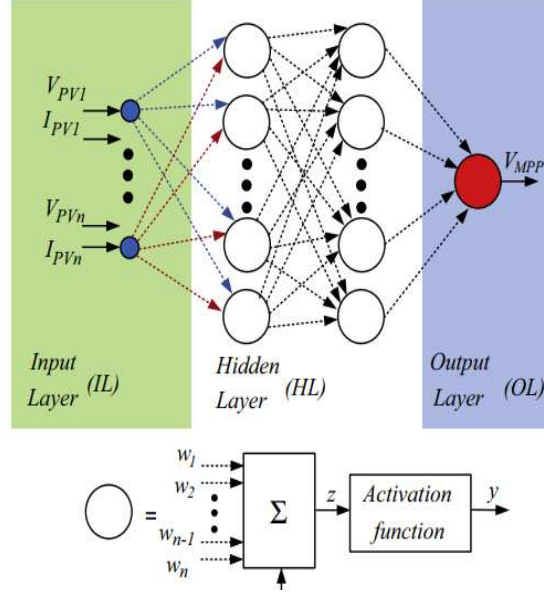 V_PV1
I_PV1
V_PVn
I_PVn
V_MPP
Input
Layer (IL)
Hidden
Layer (HL)
Output
Layer (OL)
=
w_1
w_2
w_n-1
w_n
Σ
z
Activation
function
y